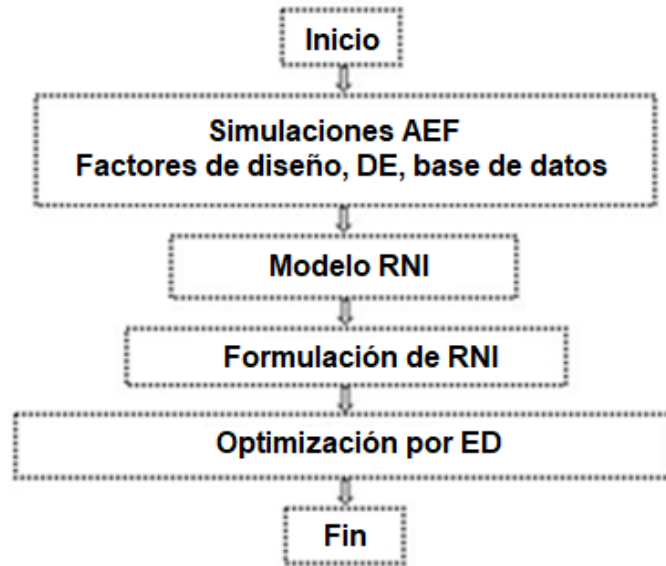 Inicio
Simulaciones AEF
Factores de diseño, DE, base de datos
Modelo RNI
Formulación de RNI
Optimización por ED
Fin